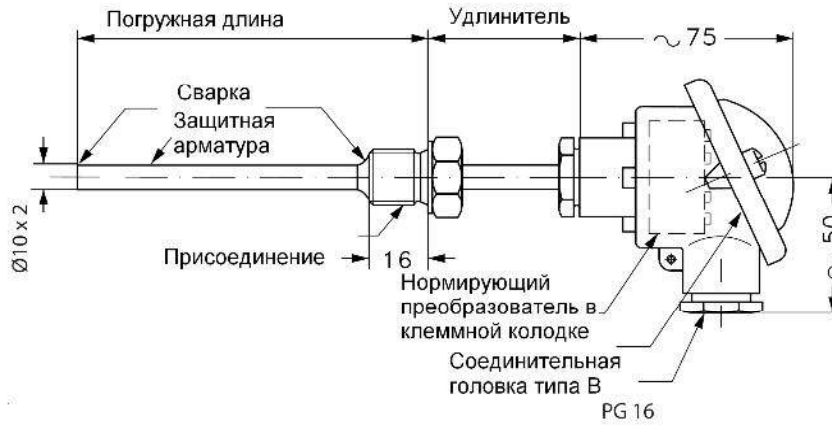 Погружная длина
Удлинитель
~ 75
Сварка
Защитная
арматура
Ø10 x 2
Присоединение
16
~ 50
Нормирующий
преобразователь в
клеммной колодке
Соединительная
головка типа В
PG 16